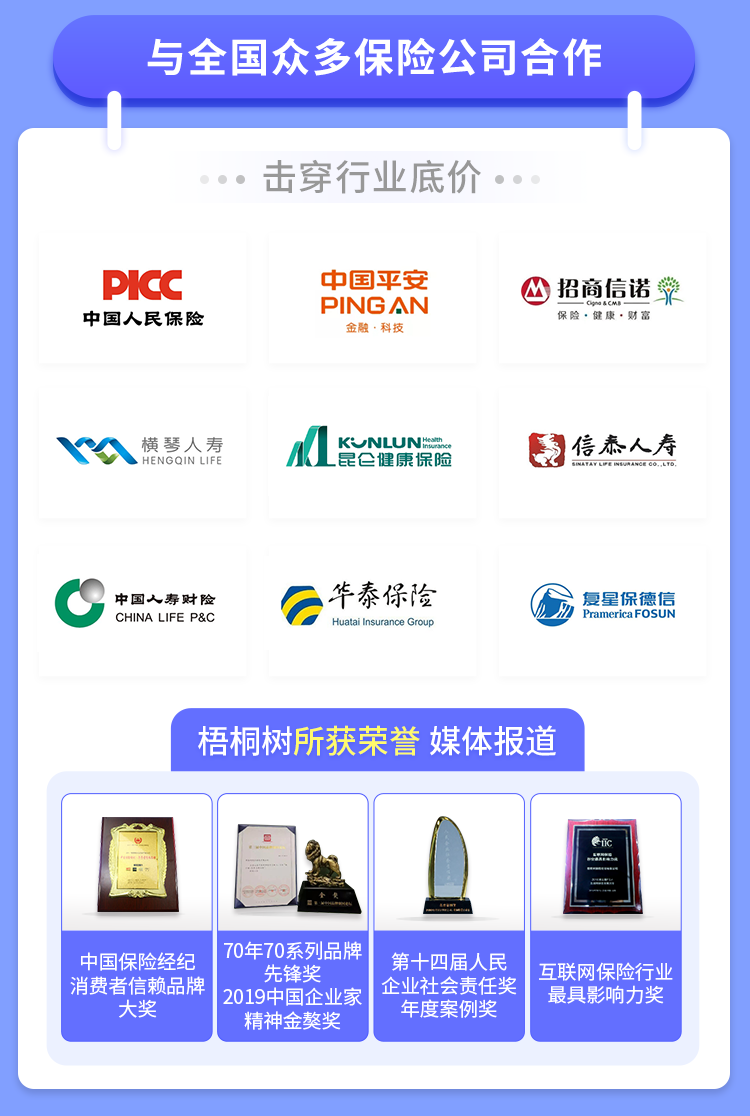 与全国众多保险公司合作
击穿行业底价
PICC
中国人民保险
中国平安
PINGAN
金融·科技
招商信诺
Cigna & CMB
保险·健康·财富
横琴人寿
HENGQIN LIFE
KUNLUN Health Insurance
昆仑健康保险
信泰人寿
SINATAY LIFE INSURANCE CO.,LTD.
中国人寿财险
CHINA LIFE P&C
华泰保险
Huatai Insurance Group
复星保德信
Pramerica FOSUN
梧桐树所获荣誉 媒体报道
IIC
中国保险经纪
消费者信赖品牌
大奖
70年70系列品牌
先锋奖
2019中国企业家
精神金獒奖
第十四届人民
企业社会责任奖
年度案例奖
互联网保险行业
最具影响力奖